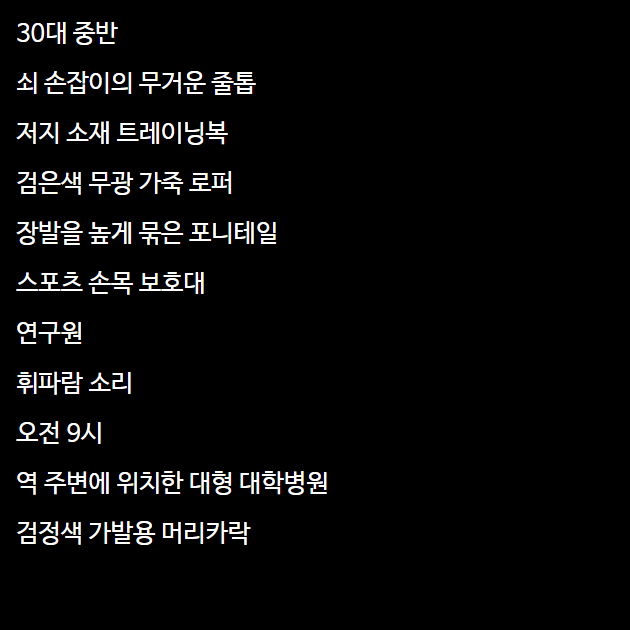 30대 중반
쇠 손잡이의 무거운 줄톱
저지 소재 트레이닝복
검은색 무광 가죽 로퍼
장발을 높게 묶은 포니테일
스포츠 손목 보호대
연구원
휘파람 소리
오전 9시
역 주변에 위치한 대형 대학병원
검정색 가발용 머리카락